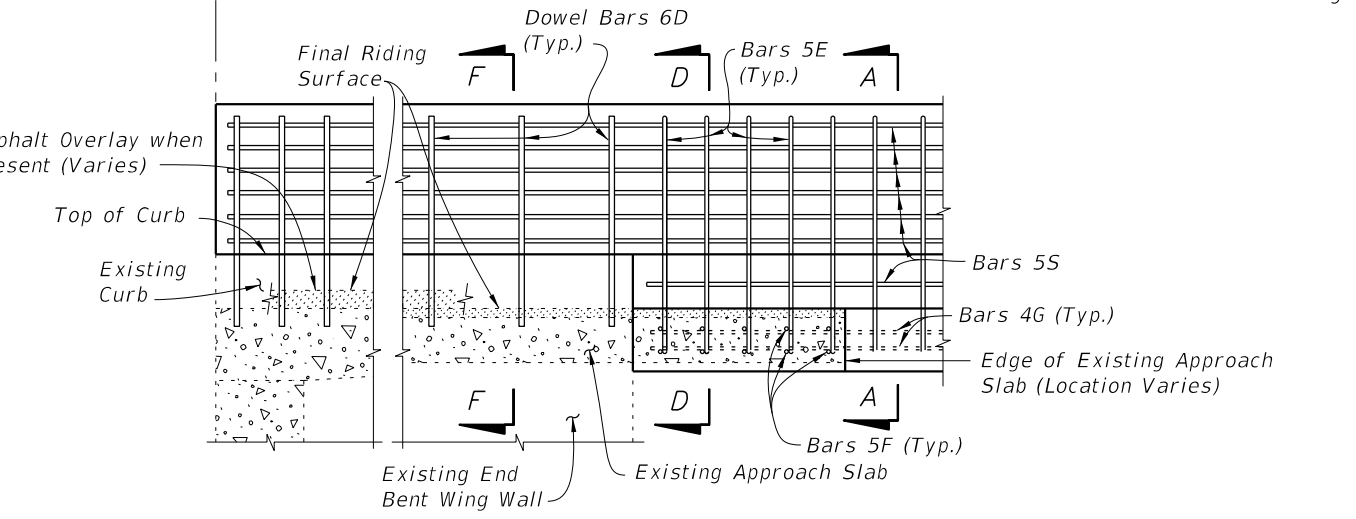 Dowel Bars 6D
(Typ.)
Final Riding
Surface
F
D
Bars 5E
(Typ.)
A
Overlay when
(Varies)
Top of Curb
Existing
Curb
Bars 5S
Bars 4G (Typ.)
Edge of Existing Approach
Slab (Location Varies)
F
D
A
Bars 5F (Typ.)
Existing End
Bent Wing Wall
Existing Approach Slab